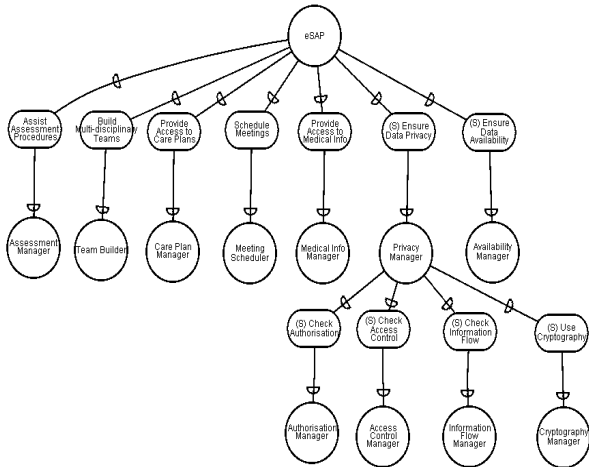 eSAP
Assist
Assessment
Procedures
Build
Multi-disciplinary
Teams
Provide
Access to
Care Plans
Schedule
Meetings
Provide
Access to
Medical Info
(S) Ensure
Data Privacy
(S) Ensure
Data
Availability
Assessment
Manager
Team Builder
Care Plan
Manager
Meeting
Scheduler
Medical Info
Manager
Privacy
Manager
Availability
Manager
(S) Check
Authorisation
(S) Check
Access
Control
(S) Check
Information
Flow
(S) Use
Cryptography
Authorisation
Manager
Access
Control
Manager
Information
Flow
Manager
Cryptography
Manager